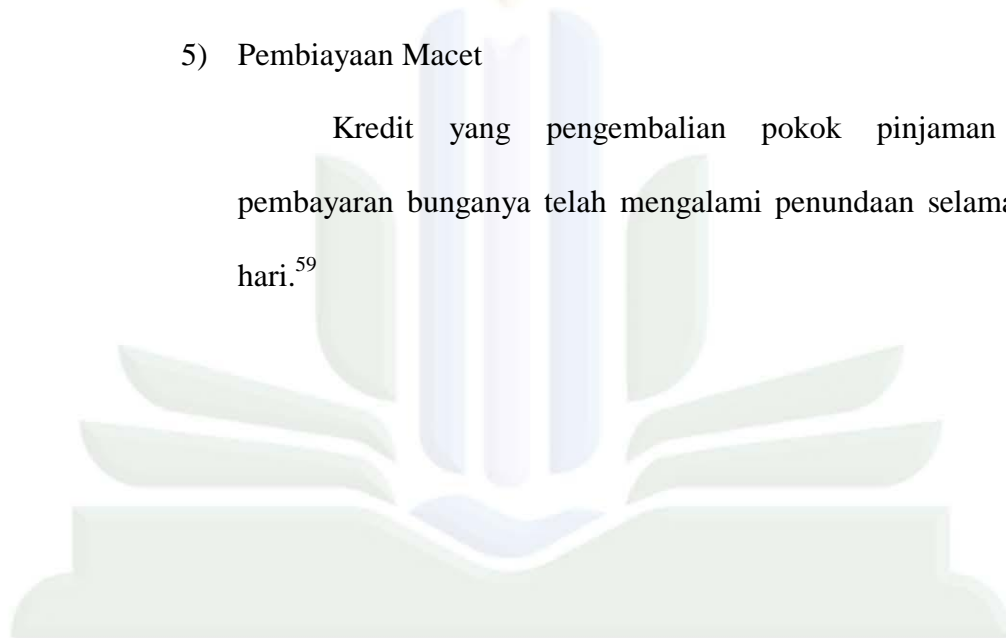 5) Pembiayaan Macet
Kredit yang pengembalian pokok pinjaman
pembayaran bunganya telah mengalami penundaan selama
hari.59